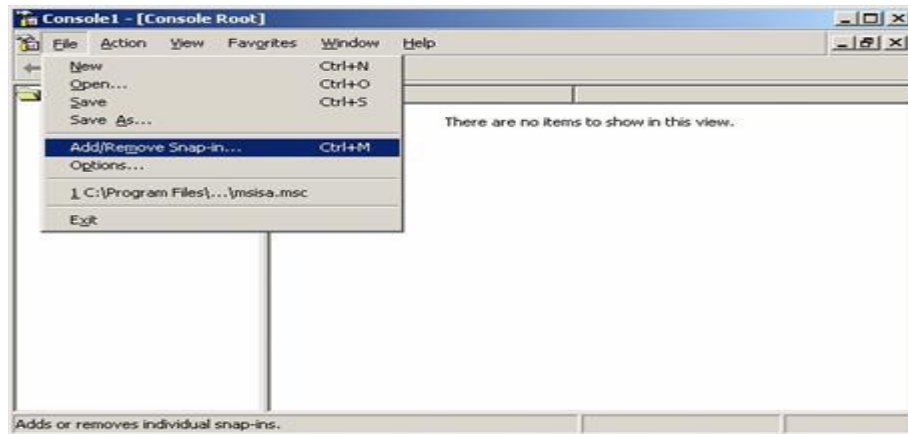 Console1 - [Console Root]
File Action View Favorites Window Help
New Ctrl+N
Open... Ctrl+O
Save Ctrl+S
Save As...
Add/Remove Snap-in... Ctrl+M
Options...
1 C:\Program Files\...\msisa.msc
Exit
There are no items to show in this view.
Adds or removes individual snap-ins.